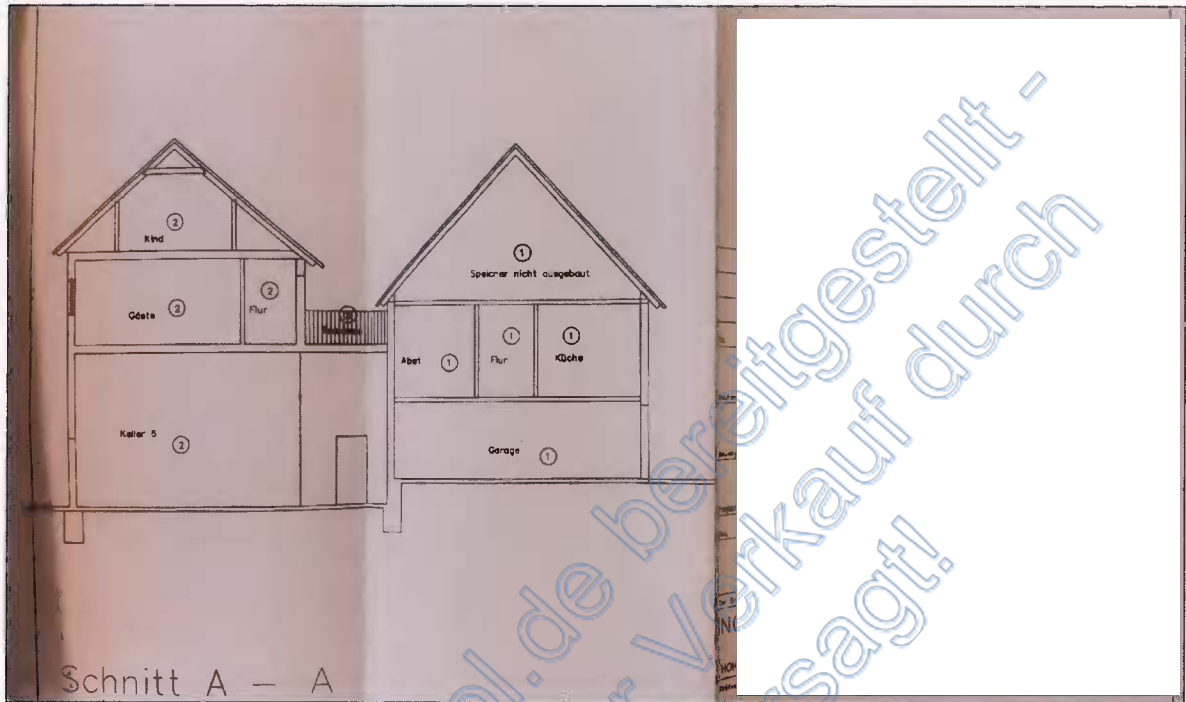 Kind
2
Gäste 2
Flur
2
Keller 5
2
1
Speicher nicht ausgebaut
Abst 1
Flur
1
1
Küche
Garage 1
Schnitt A — A
.de bereitgestellt -
Verkauf durch
sagt!